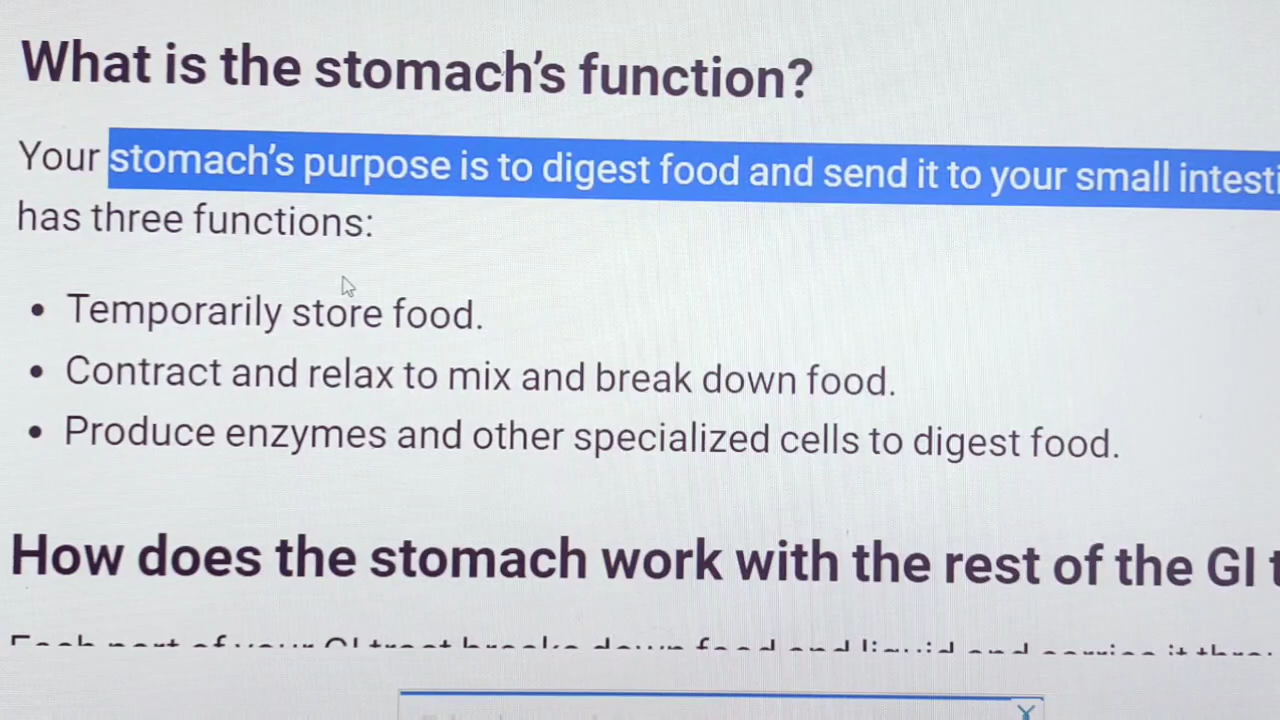 What is the stomach's function?
Your stomach's purpose is to digest food and send it to your small
has three functions:
• Temporarily store food.
• Contract and relax to mix and break down food.
• Produce enzymes and other specialized cells to digest food.
How does the stomach work with the rest of the GI